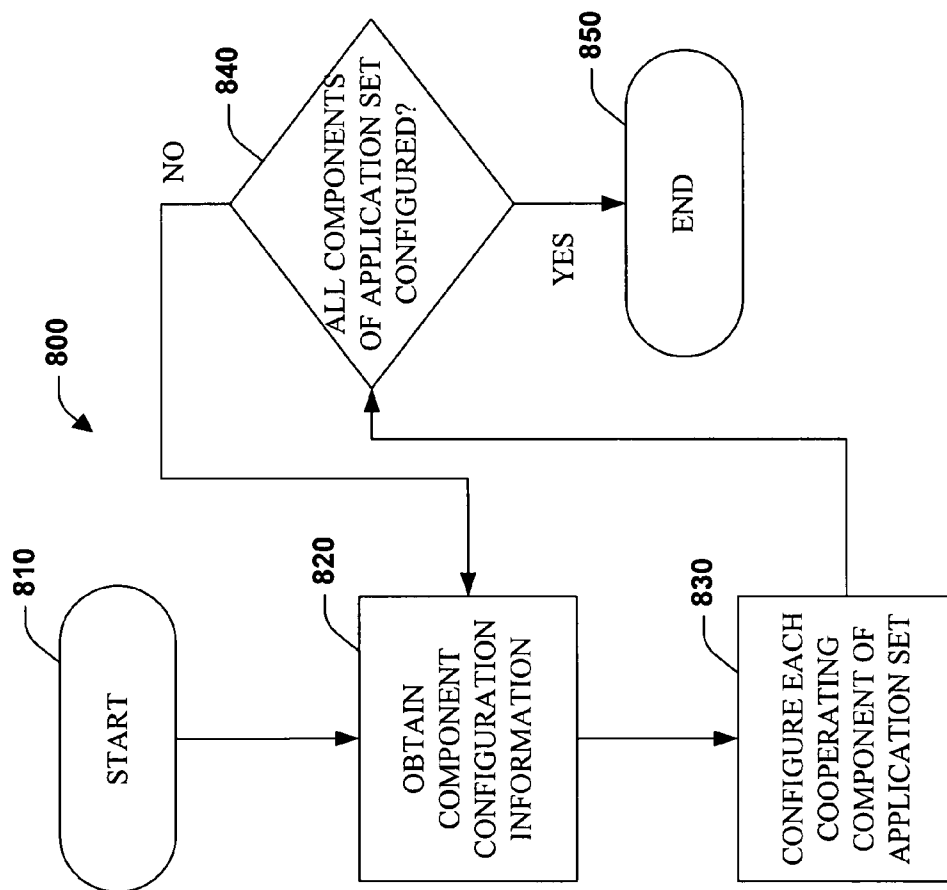 800
810
START
820
OBTAIN
COMPONENT
CONFIGURATION
INFORMATION
830
CONFIGURE EACH
COOPERATING
COMPONENT OF
APPLICATION SET
840
NO
ALL COMPONENTS
OF APPLICATION SET
CONFIGURED?
YES
850
END